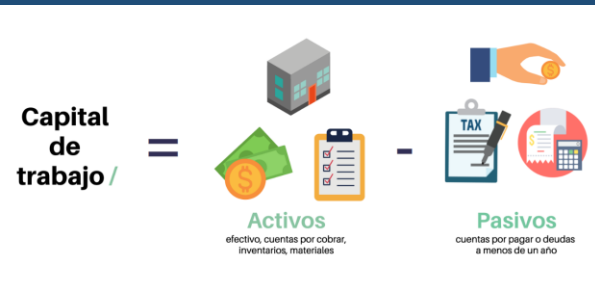 Capital
de
trabajo /
=
Activos
efectivo, cuentas por cobrar,
inventarios, materiales
-
TAX
$
Pasivos
cuentas por pagar o deudas
a menos de un año